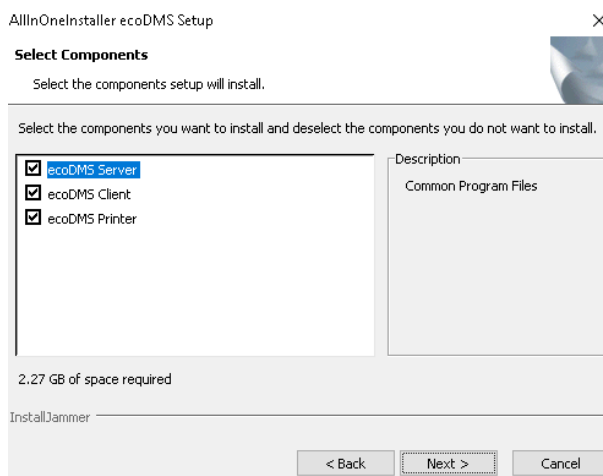 AllInOneInstaller ecoDMS Setup
Select Components
Select the components setup will install.
Select the components you want to install and deselect the components you do not want to install.
ecoDMS Server
ecoDMS Client
ecoDMS Printer
Description
Common Program Files
2.27 GB of space required
InstallJammer
< Back
Next >
Cancel